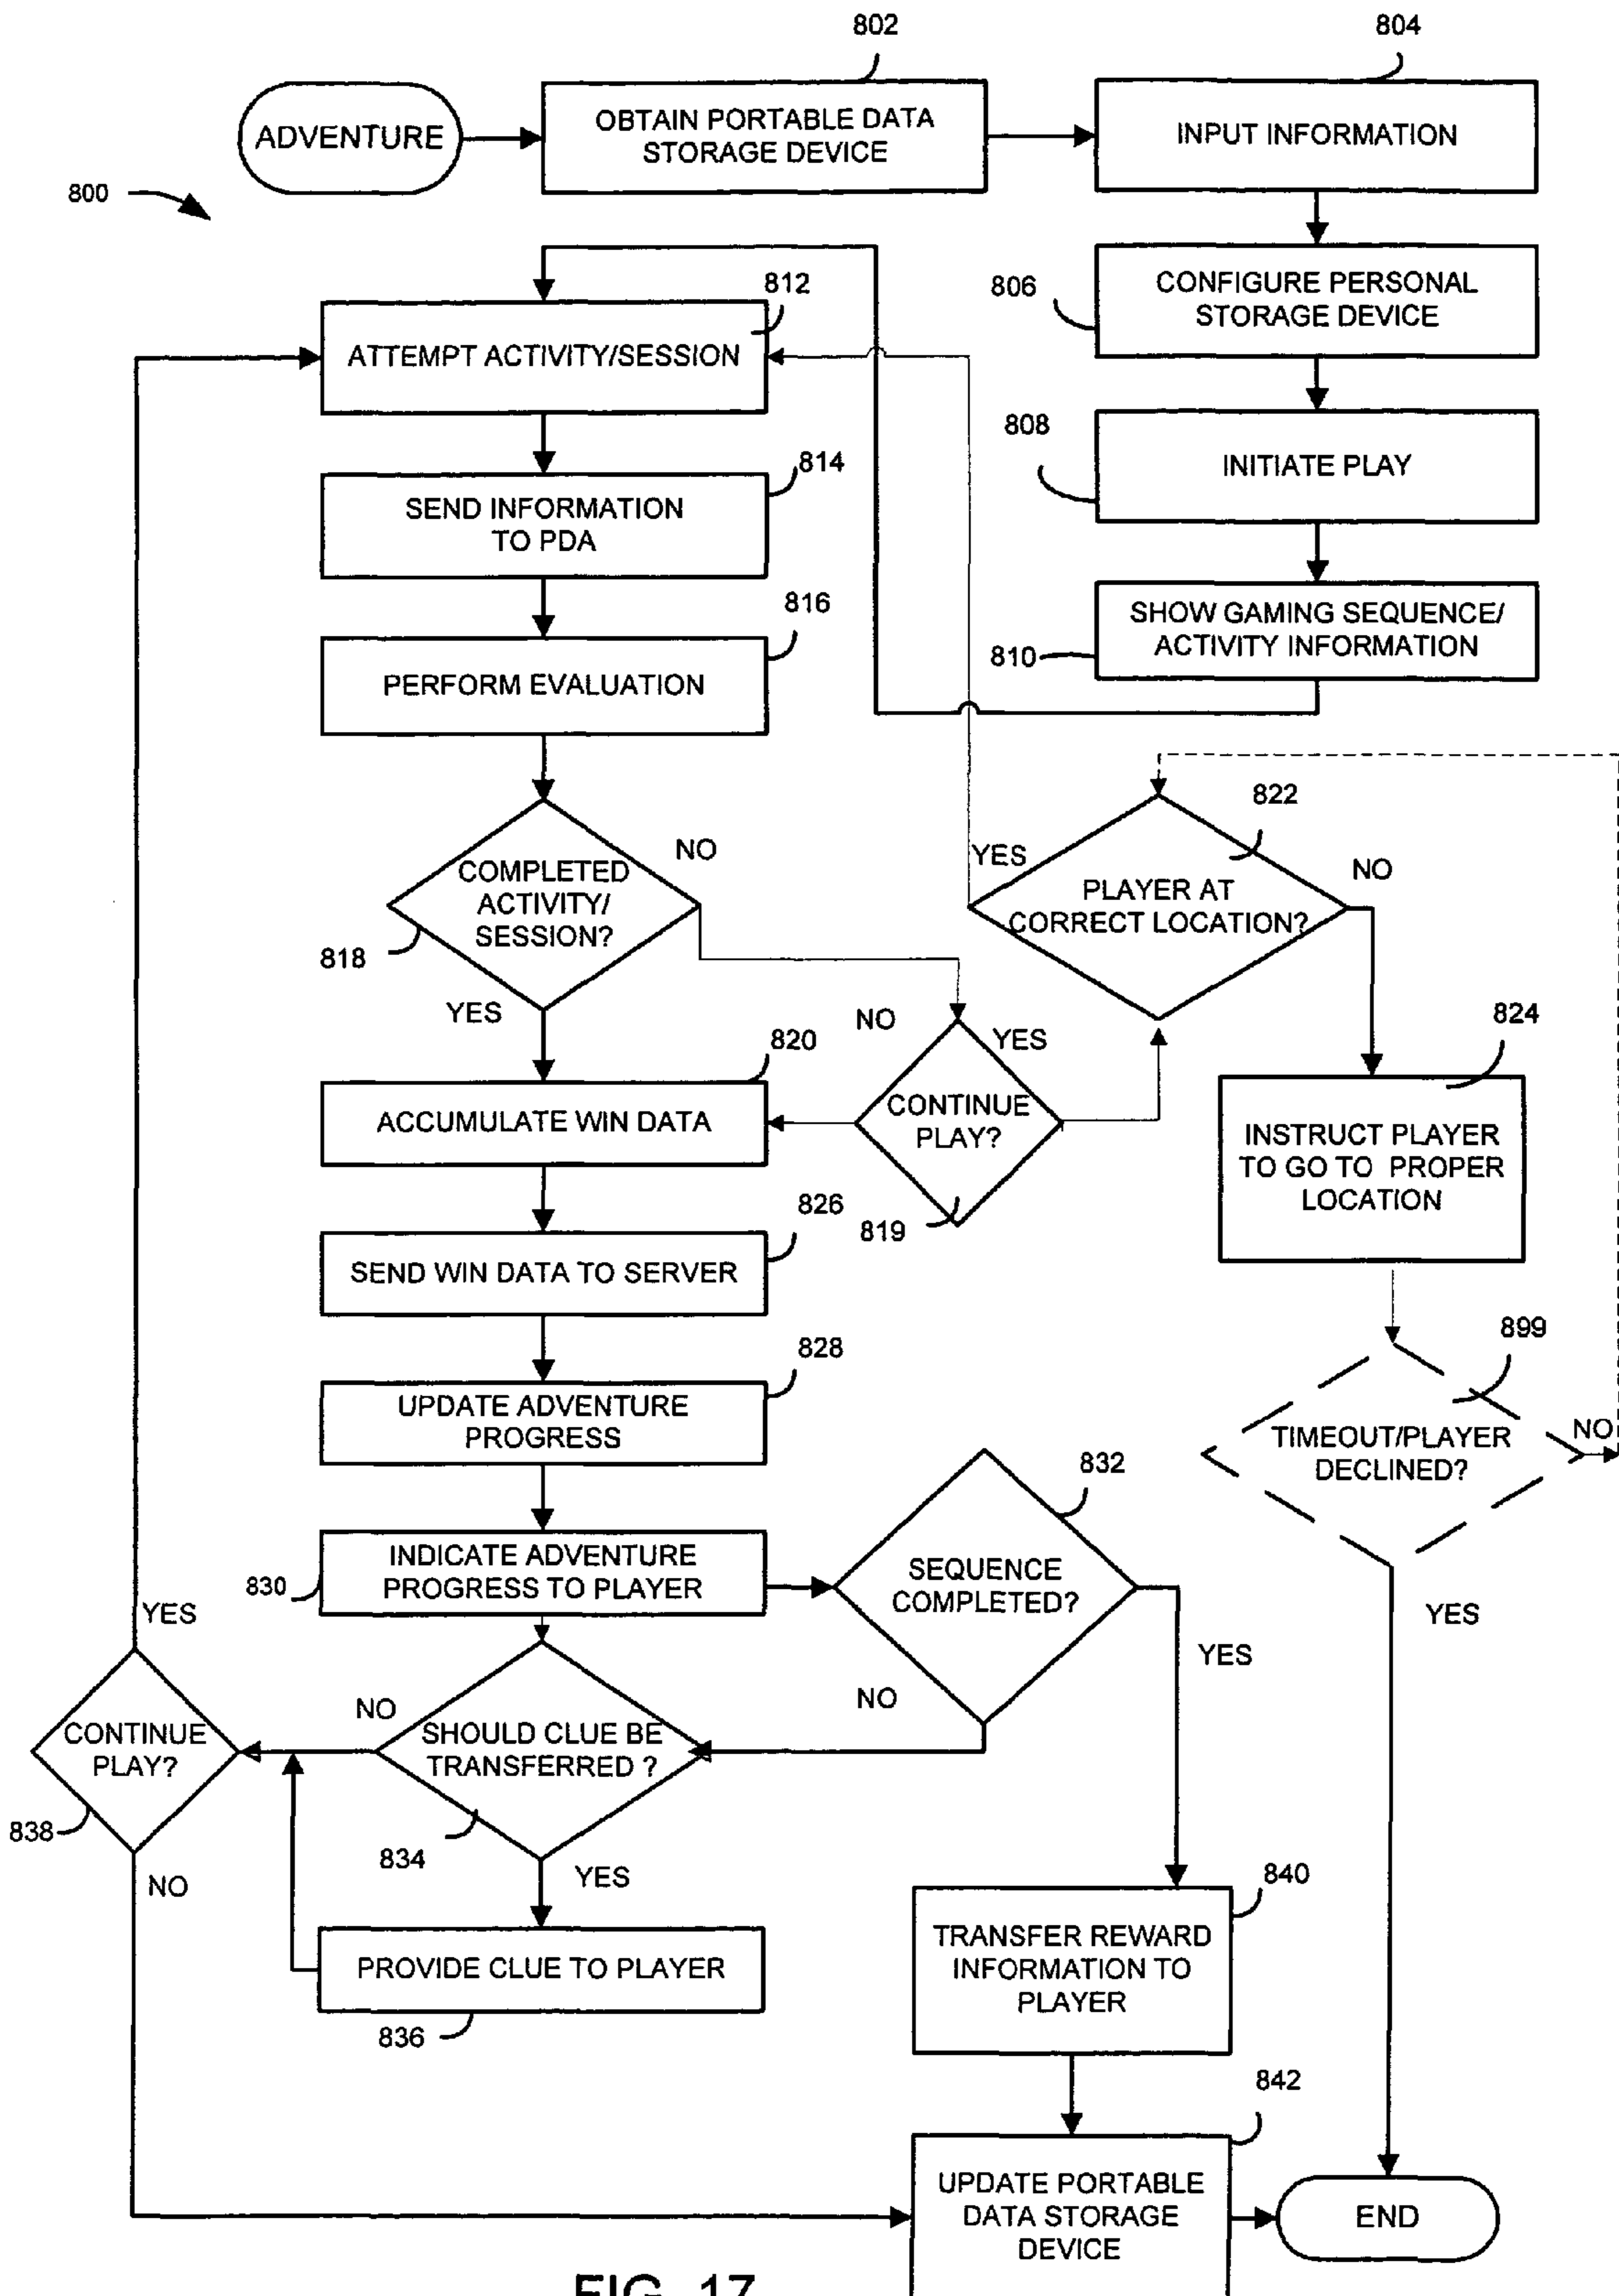 802
804
ADVENTURE
OBTAIN PORTABLE DATA
STORAGE DEVICE
INPUT INFORMATION
800
806
CONFIGURE PERSONAL
STORAGE DEVICE
812
ATTEMPT ACTIVITY/SESSION
808
INITIATE PLAY
814
SEND INFORMATION
TO PDA
810
SHOW GAMING SEQUENCE/
ACTIVITY INFORMATION
816
PERFORM EVALUATION
822
YES
NO
PLAYER AT
CORRECT LOCATION?
NO
COMPLETED
ACTIVITY/
SESSION?
818
YES
NO
YES
CONTINUE
PLAY?
819
820
ACCUMULATE WIN DATA
824
INSTRUCT PLAYER
TO GO TO PROPER
LOCATION
826
SEND WIN DATA TO SERVER
828
UPDATE ADVENTURE
PROGRESS
899
TIMEOUT/PLAYER
DECLINED?
NO
YES
830
INDICATE ADVENTURE
PROGRESS TO PLAYER
832
SEQUENCE
COMPLETED?
YES
NO
YES
CONTINUE
PLAY?
838
NO
NO
SHOULD CLUE BE
TRANSFERRED ?
834
YES
PROVIDE CLUE TO PLAYER
836
840
TRANSFER REWARD
INFORMATION TO
PLAYER
842
UPDATE PORTABLE
DATA STORAGE
DEVICE
END
FIG. 17